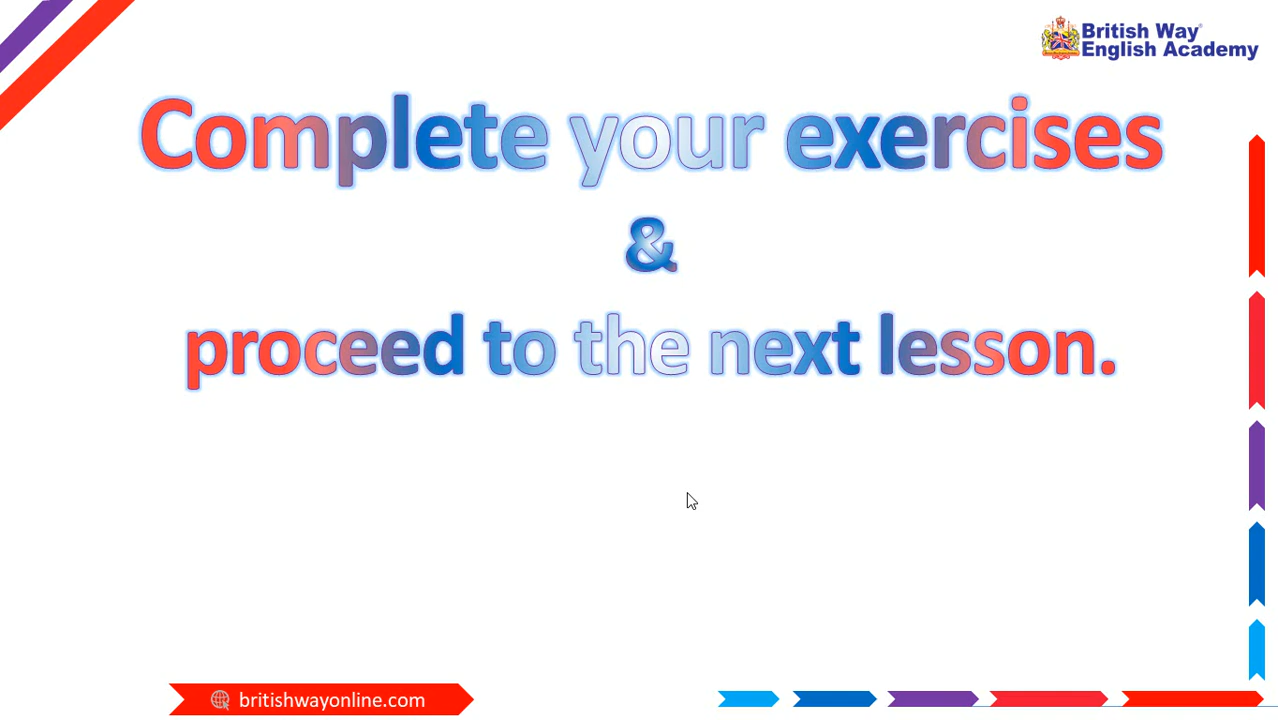 British Way
English Academy
Complete your exercises
&
proceed to the next lesson.
britishwayonline.com